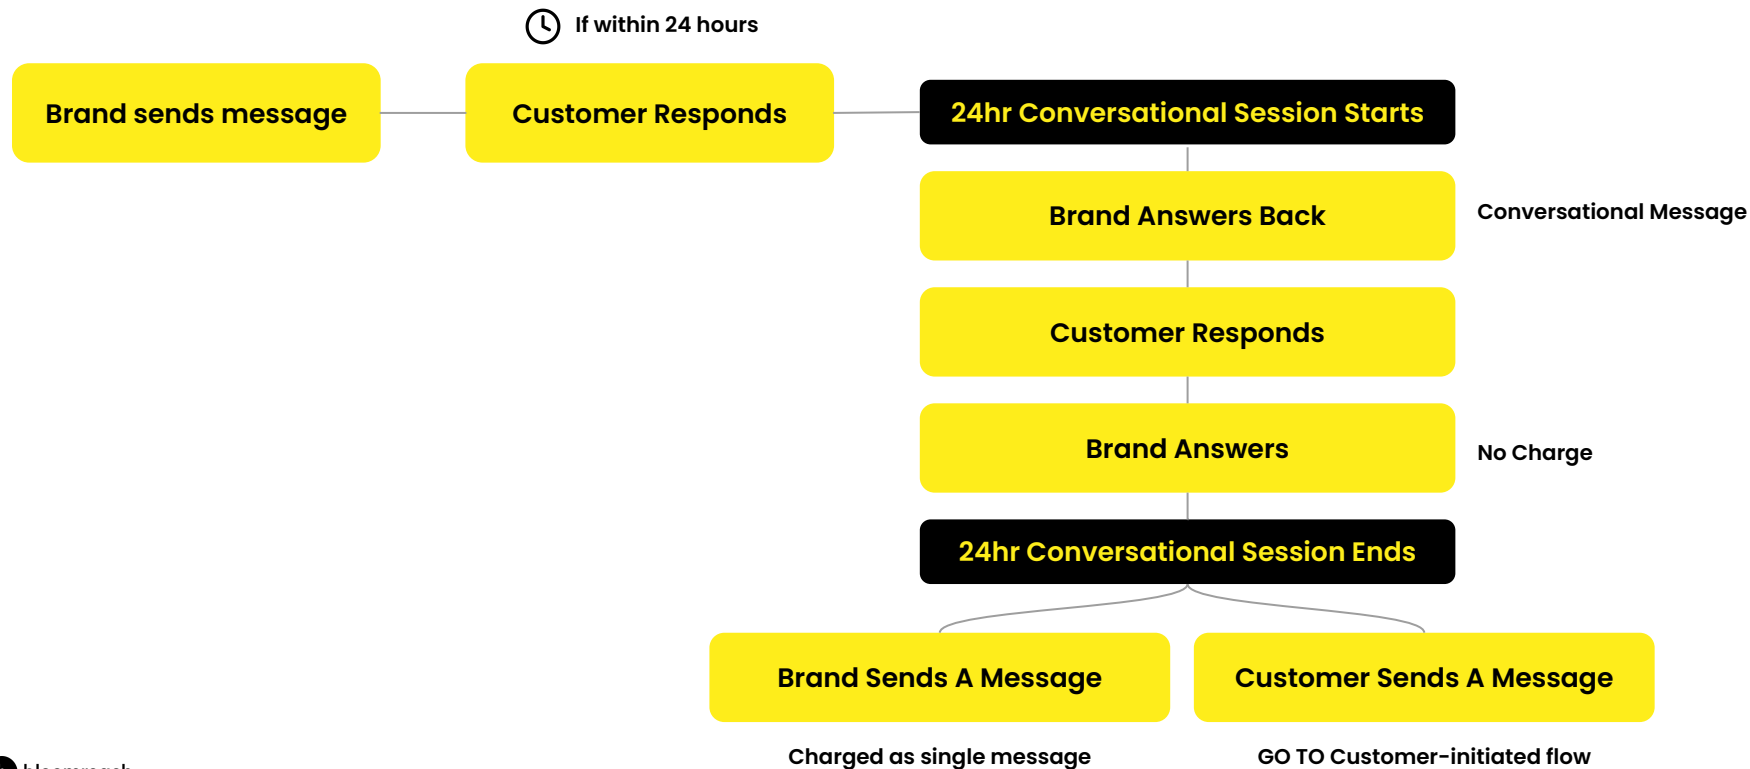 If within 24 hours
Brand sends message
Customer Responds
24hr Conversational Session Starts
Brand Answers Back
Conversational Message
Customer Responds
Brand Answers
No Charge
24hr Conversational Session Ends
Brand Sends A Message
Customer Sends A Message
Charged as single message
GO TO Customer-initiated flow